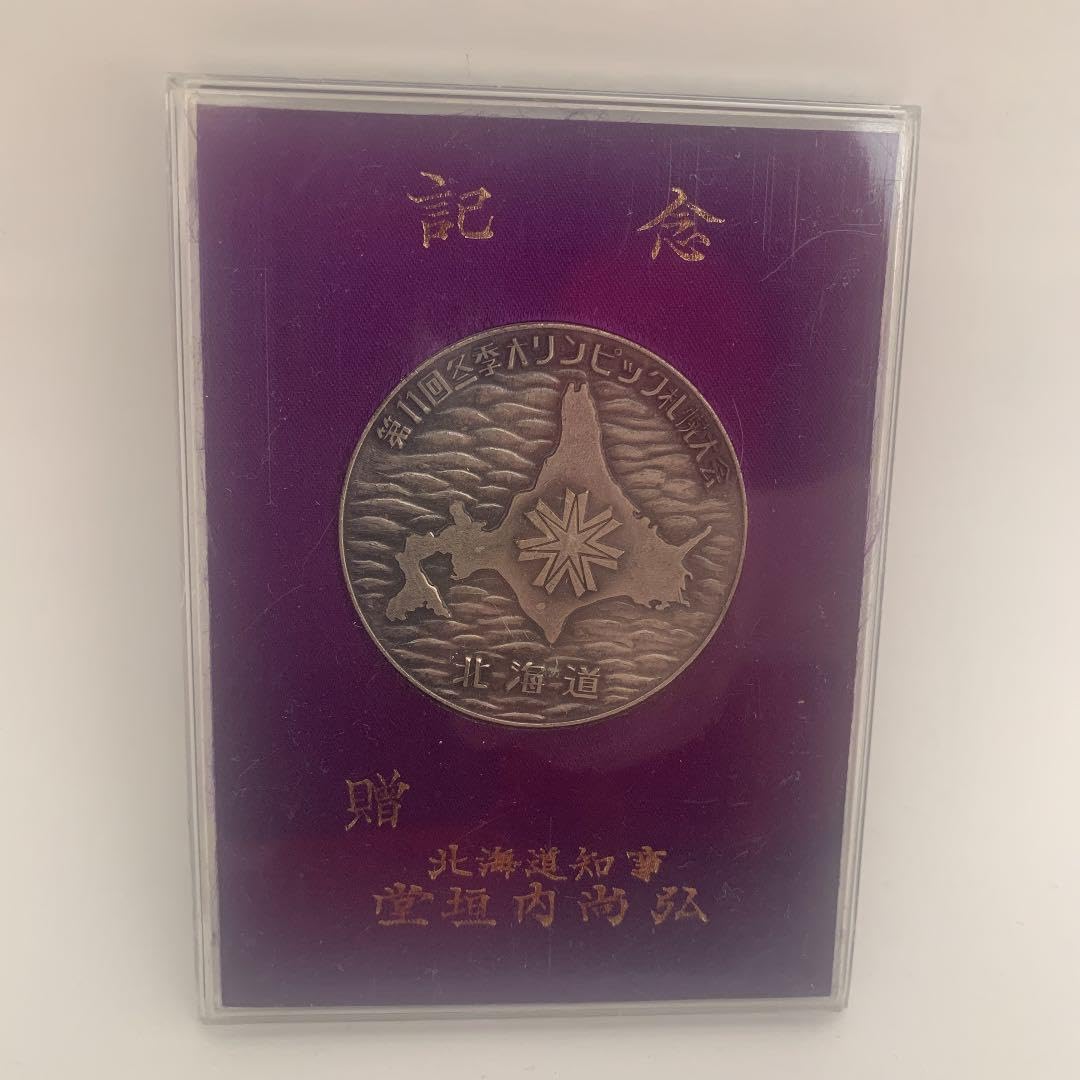 記念
第11回冬季オリンピック札幌大会
北海道
贈
北海道知事
堂垣内尚弘